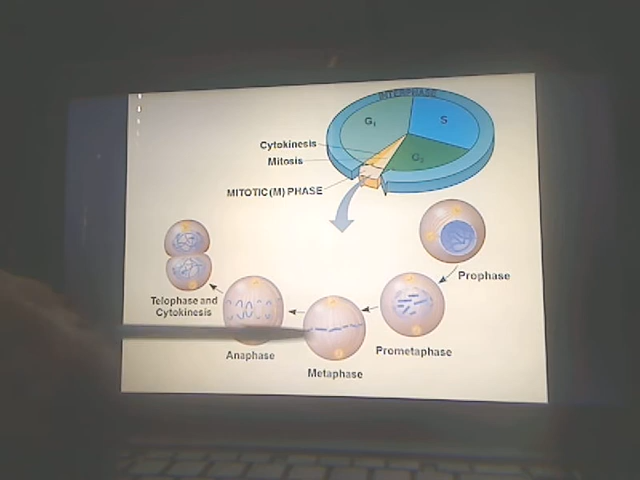 INTERPHASE
G₁
S
G₂
Cytokinesis
Mitosis
MITOTIC (M) PHASE
Prophase
Telophase and
Cytokinesis
Anaphase
Metaphase
Prometaphase